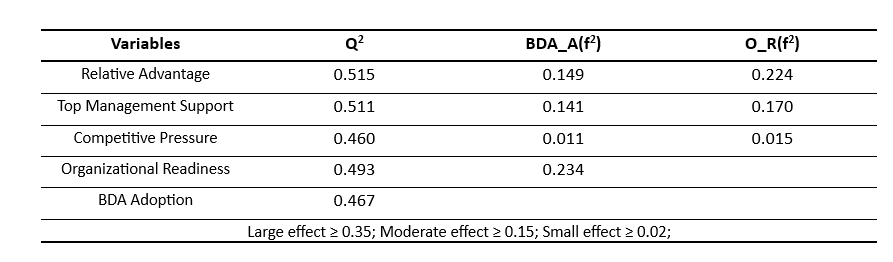 Variables Q² BDA_A(f²) O_R(f²)
Relative Advantage 0.515 0.149 0.224
Top Management Support 0.511 0.141 0.170
Competitive Pressure 0.460 0.011 0.015
Organizational Readiness 0.493 0.234
BDA Adoption 0.467
Large effect ≥ 0.35; Moderate effect ≥ 0.15; Small effect ≥ 0.02;